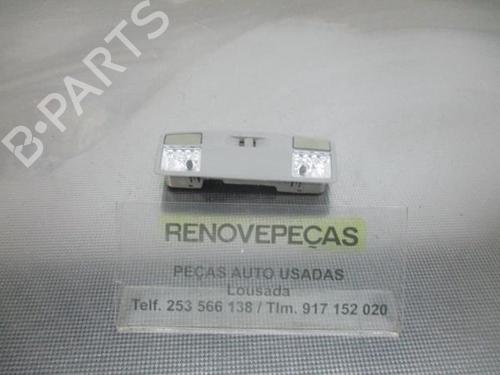 B-PARTS
RENOVEPEÇAS
PEÇAS AUTO USADAS
Lousada
Telf. 253 566 138 / Tlm. 917 152 020